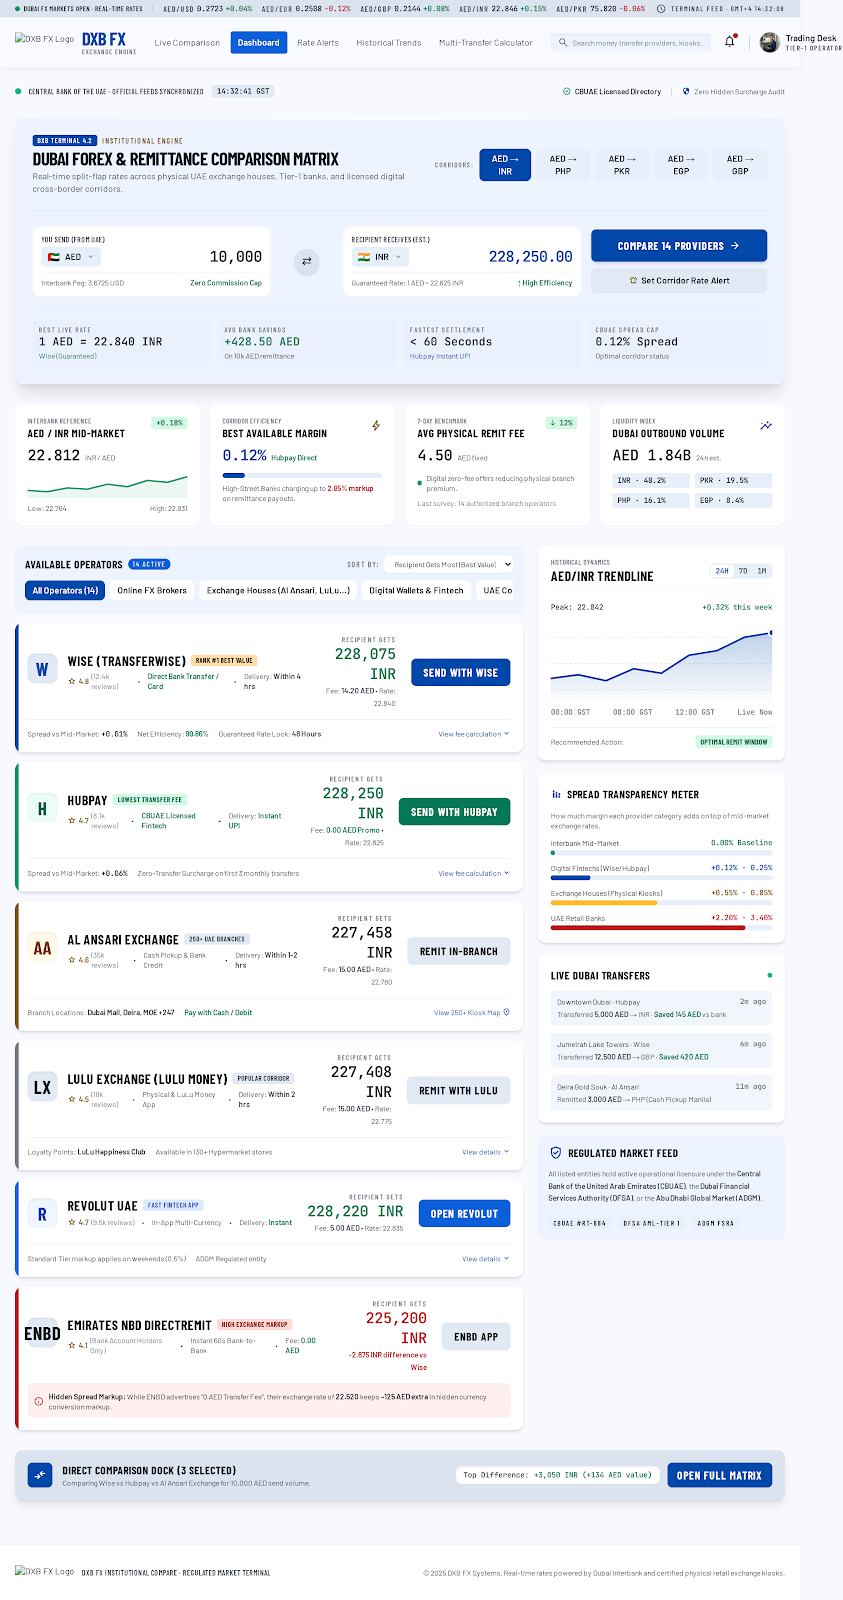 DUBAI FX MARKETS OPEN · REAL-TIME RATES
AED/USD 0.2723 +0.04% AED/EUR 0.2508 -0.12% AED/GBP 0.2144 +0.08% AED/INR 22.846 +0.15% AED/PKR 75.820 -0.06%
TERMINAL FEED · GMT+4 14:32:08
DXB FX Logo
DXB FX
EXCHANGE ENGINE
Live Comparison
Dashboard
Rate Alerts
Historical Trends
Multi-Transfer Calculator
Search money transfer providers, kiosks.
Trading Desk
TIER-1 OPERATOR
CENTRAL BANK OF THE UAE · OFFICIAL FEEDS SYNCHRONIZED
14:32:41 GST
CBUAE Licensed Directory
Zero Hidden Surcharge Audit
DXB TERMINAL 4.2
INSTITUTIONAL ENGINE
DUBAI FOREX & REMITTANCE COMPARISON MATRIX
Real-time split-flap rates across physical UAE exchange houses, Tier-1 banks, and licensed digital
cross-border corridors.
CORRIDORS:
AED →
INR
AED →
PHP
AED →
PKR
AED →
EGP
AED →
GBP
YOU SEND (FROM UAE)
AED
10,000
Interbank Peg: 3.6725 USD
Zero Commission Cap
RECIPIENT RECEIVES (EST.)
INR
228,250.00
Guaranteed Rate: 1 AED = 22.825 INR
↑ High Efficiency
COMPARE 14 PROVIDERS →
Set Corridor Rate Alert
BEST LIVE RATE
1 AED = 22.840 INR
Wise (Guaranteed)
AVG BANK SAVINGS
+428.50 AED
On 10k AED remittance
FASTEST SETTLEMENT
< 60 Seconds
Hubpay Instant UPI
CBUAE SPREAD CAP
0.12% Spread
Optimal corridor status
INTERBANK REFERENCE
AED / INR MID-MARKET
+0.18%
22.812 INR / AED
Low: 22.764
High: 22.831
CORRIDOR EFFICIENCY
BEST AVAILABLE MARGIN
0.12% Hubpay Direct
High-Street Banks charging up to 2.85% markup
on remittance payouts.
7-DAY BENCHMARK
AVG PHYSICAL REMIT FEE
↓ 12%
4.50 AED fixed
Digital zero-fee offers reducing physical branch
premium.
Last survey: 14 authorized branch operators
LIQUIDITY INDEX
DUBAI OUTBOUND VOLUME
AED 1.84B 24h est.
INR · 48.2%
PKR · 19.5%
PHP · 16.1%
EGP · 8.4%
AVAILABLE OPERATORS
14 ACTIVE
SORT BY:
Recipient Gets Most (Best Value)
All Operators (14)
Online FX Brokers
Exchange Houses (Al Ansari, LuLu...)
Digital Wallets & Fintech
UAE Co
W
WISE (TRANSFERWISE)
RANK #1 BEST VALUE
4.8 (12.4k
reviews)
• Direct Bank Transfer /
Card
• Delivery: Within 4
hrs
RECIPIENT GETS
228,075
INR
Fee: 14.20 AED • Rate:
22.840
SEND WITH WISE
Spread vs Mid-Market: +0.01% Net Efficiency: 99.86% Guaranteed Rate Lock: 48 Hours
View fee calculation
H
HUBPAY
LOWEST TRANSFER FEE
4.7 (8.1k
reviews)
• CBUAE Licensed
Fintech
• Delivery: Instant
UPI
RECIPIENT GETS
228,250
INR
Fee: 0.00 AED Promo •
Rate: 22.825
SEND WITH HUBPAY
Spread vs Mid-Market: +0.06% Zero-Transfer Surcharge on first 3 monthly transfers
View fee calculation
AA
AL ANSARI EXCHANGE
250+ UAE BRANCHES
4.6 (35k
reviews)
• Cash Pickup & Bank
Credit
• Delivery: Within 1-2
hrs
RECIPIENT GETS
227,458
INR
Fee: 15.00 AED • Rate:
22.780
REMIT IN-BRANCH
Branch Locations: Dubai Mall, Deira, MOE +247 Pay with Cash / Debit
View 250+ Kiosk Map
LX
LULU EXCHANGE (LULU MONEY)
POPULAR CORRIDOR
4.5 (18k
reviews)
• Physical & LuLu Money
App
• Delivery: Within 2
hrs
RECIPIENT GETS
227,408
INR
Fee: 15.00 AED • Rate:
22.775
REMIT WITH LULU
Loyalty Points: LuLu Happiness Club Available in 130+ Hypermarket stores
View details
R
REVOLUT UAE
FAST FINTECH APP
4.7 (9.5k reviews) • In-App Multi-Currency • Delivery: Instant
RECIPIENT GETS
228,220 INR
Fee: 5.00 AED • Rate: 22.835
OPEN REVOLUT
Standard Tier markup applies on weekends (0.5%) ADGM Regulated entity
View details
ENBD
EMIRATES NBD DIRECTREMIT
HIGH EXCHANGE MARKUP
4.1 (Bank Account Holders
Only)
• Instant 60s Bank-to-
Bank
• Fee: 0.00
AED
RECIPIENT GETS
225,200
INR
-2,875 INR difference vs
Wise
ENBD APP
Hidden Spread Markup: While ENBD advertises "0 AED Transfer Fee", their exchange rate of 22.520 keeps ~125 AED extra in hidden currency
conversion markup.
HISTORICAL DYNAMICS
AED/INR TRENDLINE
24H 7D 1M
Peak: 22.842
+0.32% this week
00:00 GST 08:00 GST 12:00 GST Live Now
Recommended Action:
OPTIMAL REMIT WINDOW
SPREAD TRANSPARENCY METER
How much margin each provider category adds on top of mid-market
exchange rates.
Interbank Mid-Market 0.00% Baseline
Digital Fintechs (Wise/Hubpay) +0.12% - 0.25%
Exchange Houses (Physical Kiosks) +0.55% - 0.85%
UAE Retail Banks +2.20% - 3.40%
LIVE DUBAI TRANSFERS
Downtown Dubai · Hubpay 2m ago
Transferred 5,000 AED → INR · Saved 145 AED vs bank
Jumeirah Lake Towers · Wise 6m ago
Transferred 12,500 AED → GBP · Saved 420 AED
Deira Gold Souk · Al Ansari 11m ago
Remitted 3,000 AED → PHP (Cash Pickup Manila)
REGULATED MARKET FEED
All listed entities hold active operational licensure under the Central
Bank of the United Arab Emirates (CBUAE), the Dubai Financial
Services Authority (DFSA), or the Abu Dhabi Global Market (ADGM).
CBUAE #RT-884
DFSA AML-TIER 1
ADGM FSRA
DIRECT COMPARISON DOCK (3 SELECTED)
Comparing Wise vs Hubpay vs Al Ansari Exchange for 10,000 AED send volume.
Top Difference: +3,050 INR (+134 AED value)
OPEN FULL MATRIX
DXB FX Logo
DXB FX INSTITUTIONAL COMPARE · REGULATED MARKET TERMINAL
© 2025 DXB FX Systems. Real-time rates powered by Dubai interbank and certified physical retail exchange kiosks.